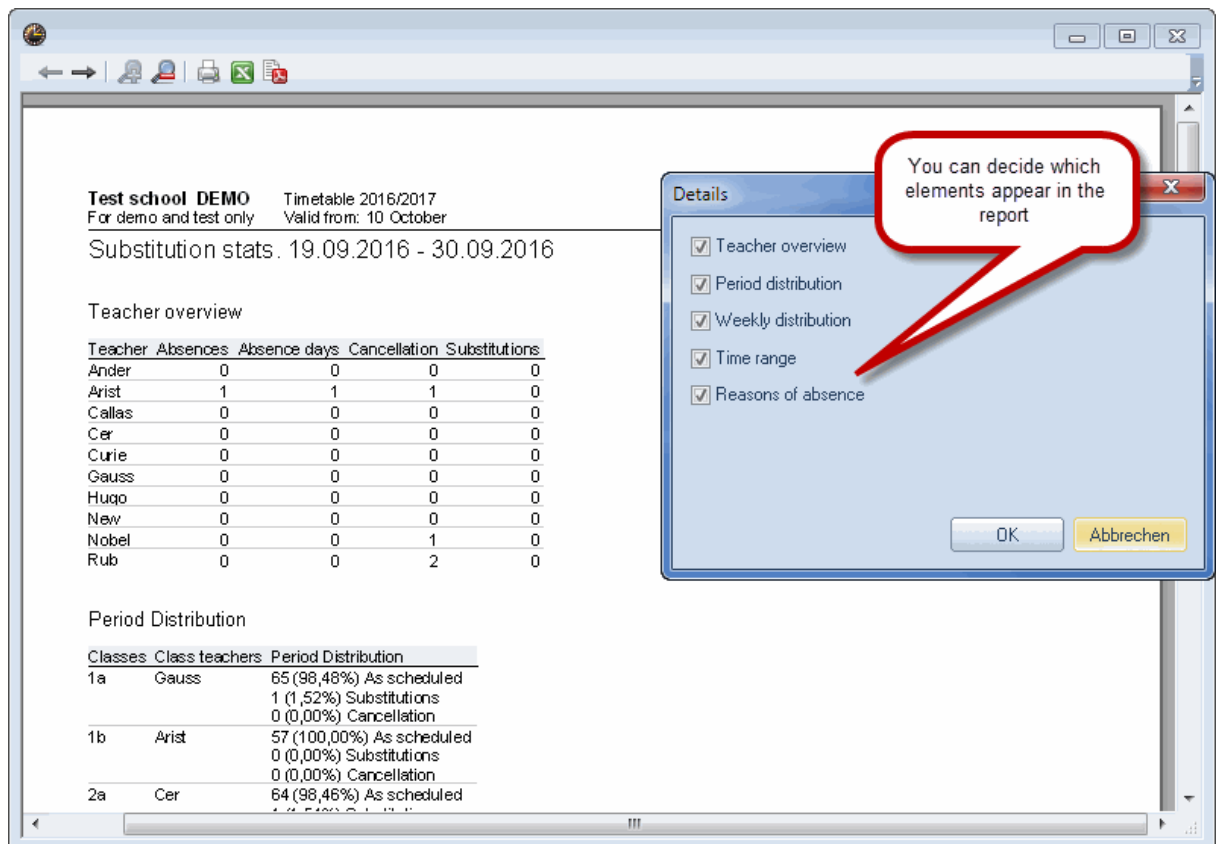 Test school DEMO Timetable 2016/2017
For demo and test only Valid from: 10 October
Substitution stats. 19.09.2016 - 30.09.2016
Teacher overview
Teacher Absences Absence days Cancellation Substitutions
Ander 0 0 0 0
Arist 1 1 1 0
Callas 0 0 0 0
Cer 0 0 0 0
Curie 0 0 0 0
Gauss 0 0 0 0
Hugo 0 0 0 0
New 0 0 0 0
Nobel 0 0 1 0
Rub 0 0 2 0
Period Distribution
Classes Class teachers Period Distribution
1a Gauss 65 (98,48%) As scheduled
1 (1,52%) Substitutions
0 (0,00%) Cancellation
1b Arist 57 (100,00%) As scheduled
0 (0,00%) Substitutions
0 (0,00%) Cancellation
2a Cer 64 (98,46%) As scheduled
You can decide which
elements appear in the
report
Details
Teacher overview
Period distribution
Weekly distribution
Time range
Reasons of absence
OK Abbrechen